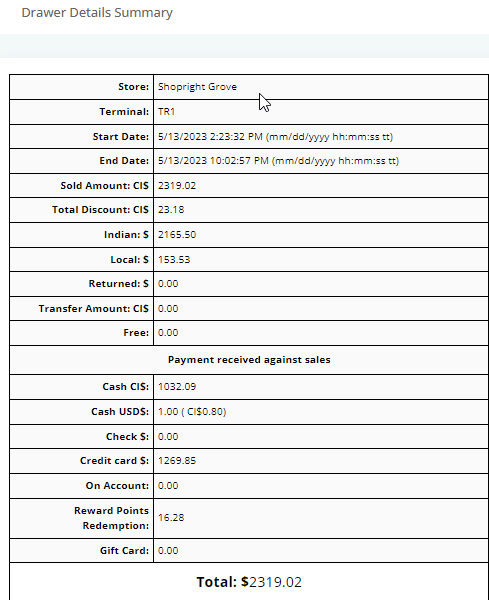 Drawer Details Summary
Store: Shopright Grove
Terminal: TR1
Start Date: 5/13/2023 2:23:32 PM (mm/dd/yyyy hh:mm:ss tt)
End Date: 5/13/2023 10:02:57 PM (mm/dd/yyyy hh:mm:ss tt)
Sold Amount: CI$ 2319.02
Total Discount: CI$ 23.18
Indian: $ 2165.50
Local: $ 153.53
Returned: $ 0.00
Transfer Amount: CI$ 0.00
Free: 0.00
Payment received against sales
Cash CI$: 1032.09
Cash USD$: 1.00 ( CI$0.80)
Check $: 0.00
Credit card $: 1269.85
On Account: 0.00
Reward Points
Redemption: 16.28
Gift Card: 0.00
Total: $2319.02